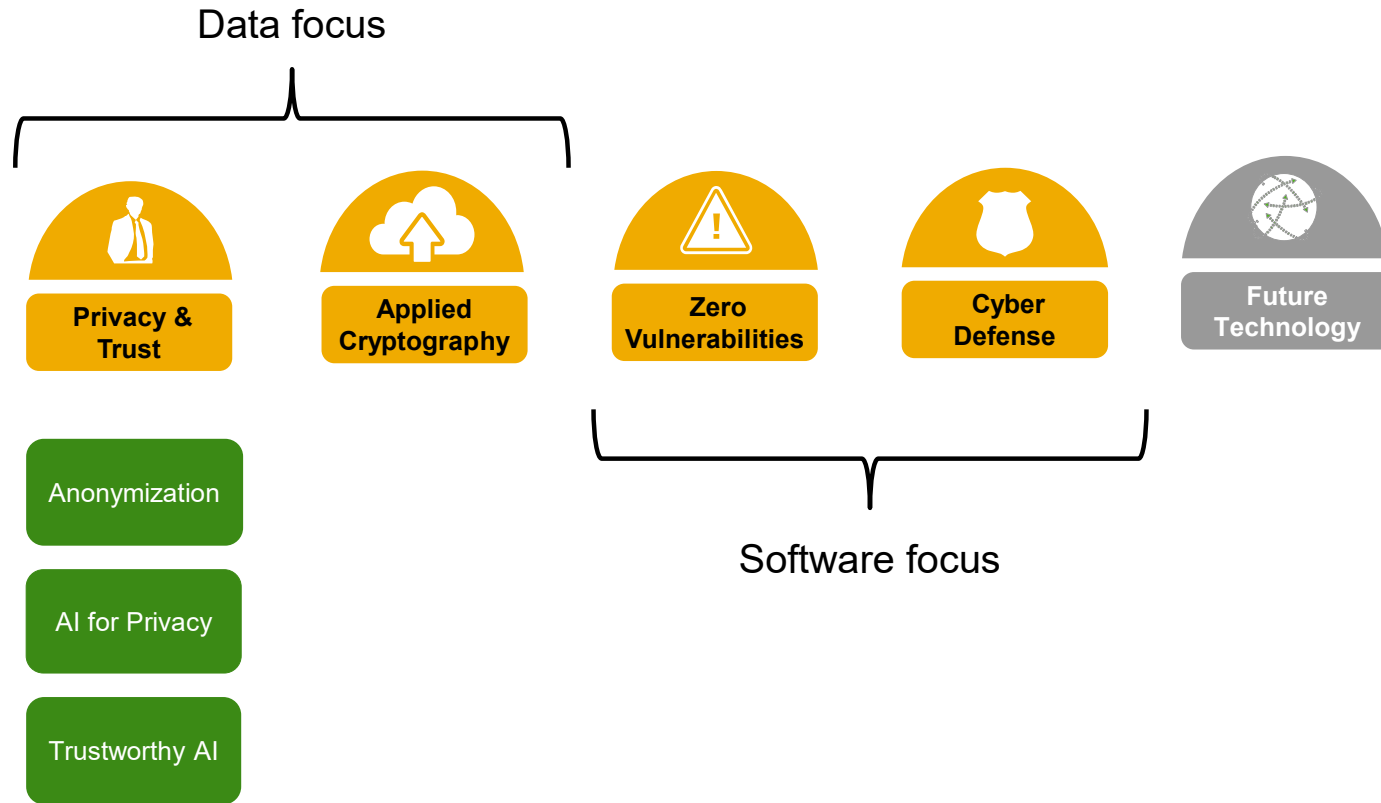 Data focus
Privacy &
Trust
Applied
Cryptography
!
Zero
Vulnerabilities
Cyber
Defense
Future
Technology
Anonymization
AI for Privacy
Trustworthy AI
Software focus